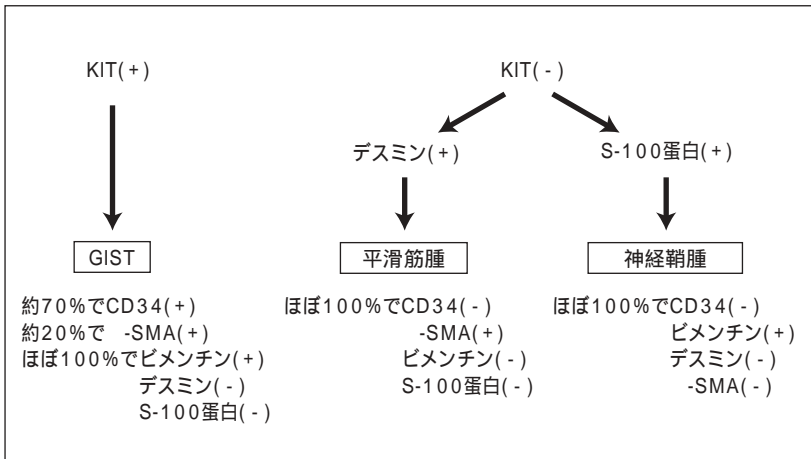 KIT(+)
KIT(-)
デスミン(+)
S-100蛋白(+)
GIST
平滑筋腫
神経鞘腫
約70%でCD34(+)
約20%で -SMA(+)
ほぼ100%でビメンチン(+)
デスミン(-)
S-100蛋白(-)
ほぼ100%でCD34(-)
-SMA(+)
ビメンチン(-)
S-100蛋白(-)
ほぼ100%でCD34(-)
ビメンチン(+)
デスミン(-)
-SMA(-)